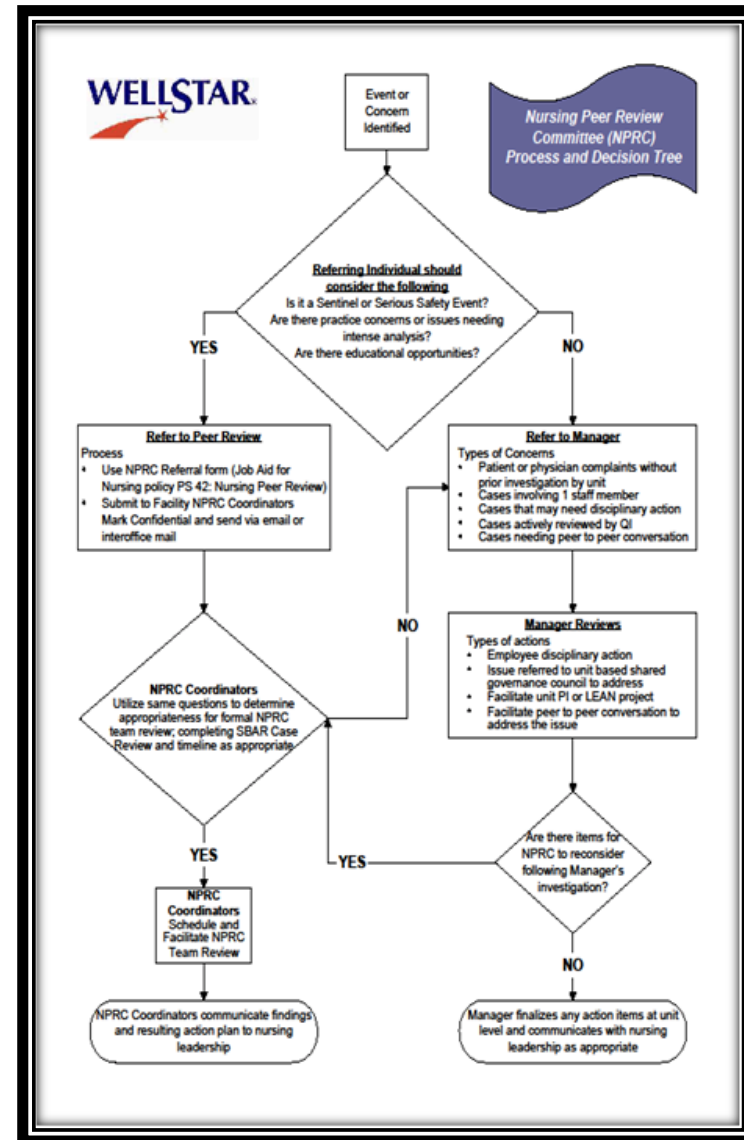 WELLSTAR®
Event or
Concern
Identified
Nursing Peer Review
Committee (NPRC)
Process and Decision Tree
Referring Individual should
consider the following
Is it a Sentinel or Serious Safety Event?
Are there practice concerns or issues needing
intense analysis?
Are there educational opportunities?
YES
NO
Refer to Peer Review
Process
• Use NPRC Referral form (Job Aid for
Nursing policy PS 42: Nursing Peer Review)
• Submit to Facility NPRC Coordinators
Mark Confidential and send via email or
interoffice mail
Refer to Manager
Types of Concerns
• Patient or physician complaints without
prior investigation by unit
• Cases involving 1 staff member
• Cases that may need disciplinary action
• Cases actively reviewed by QI
• Cases needing peer to peer conversation
NO
Manager Reviews
Types of actions
• Employee disciplinary action
• Issue referred to unit based shared
governance council to address
• Facilitate unit PI or LEAN project
• Facilitate peer to peer conversation to
address the issue
NPRC Coordinators
Utilize same questions to determine
appropriateness for formal NPRC
team review; completing SBAR Case
Review and timeline as appropriate
Are there items for
NPRC to reconsider
following Manager's
investigation?
YES
YES
NPRC
Coordinators
Schedule and
Facilitate NPRC
Team Review
NO
NPRC Coordinators communicate findings
and resulting action plan to nursing
leadership
Manager finalizes any action items at unit
level and communicates with nursing
leadership as appropriate